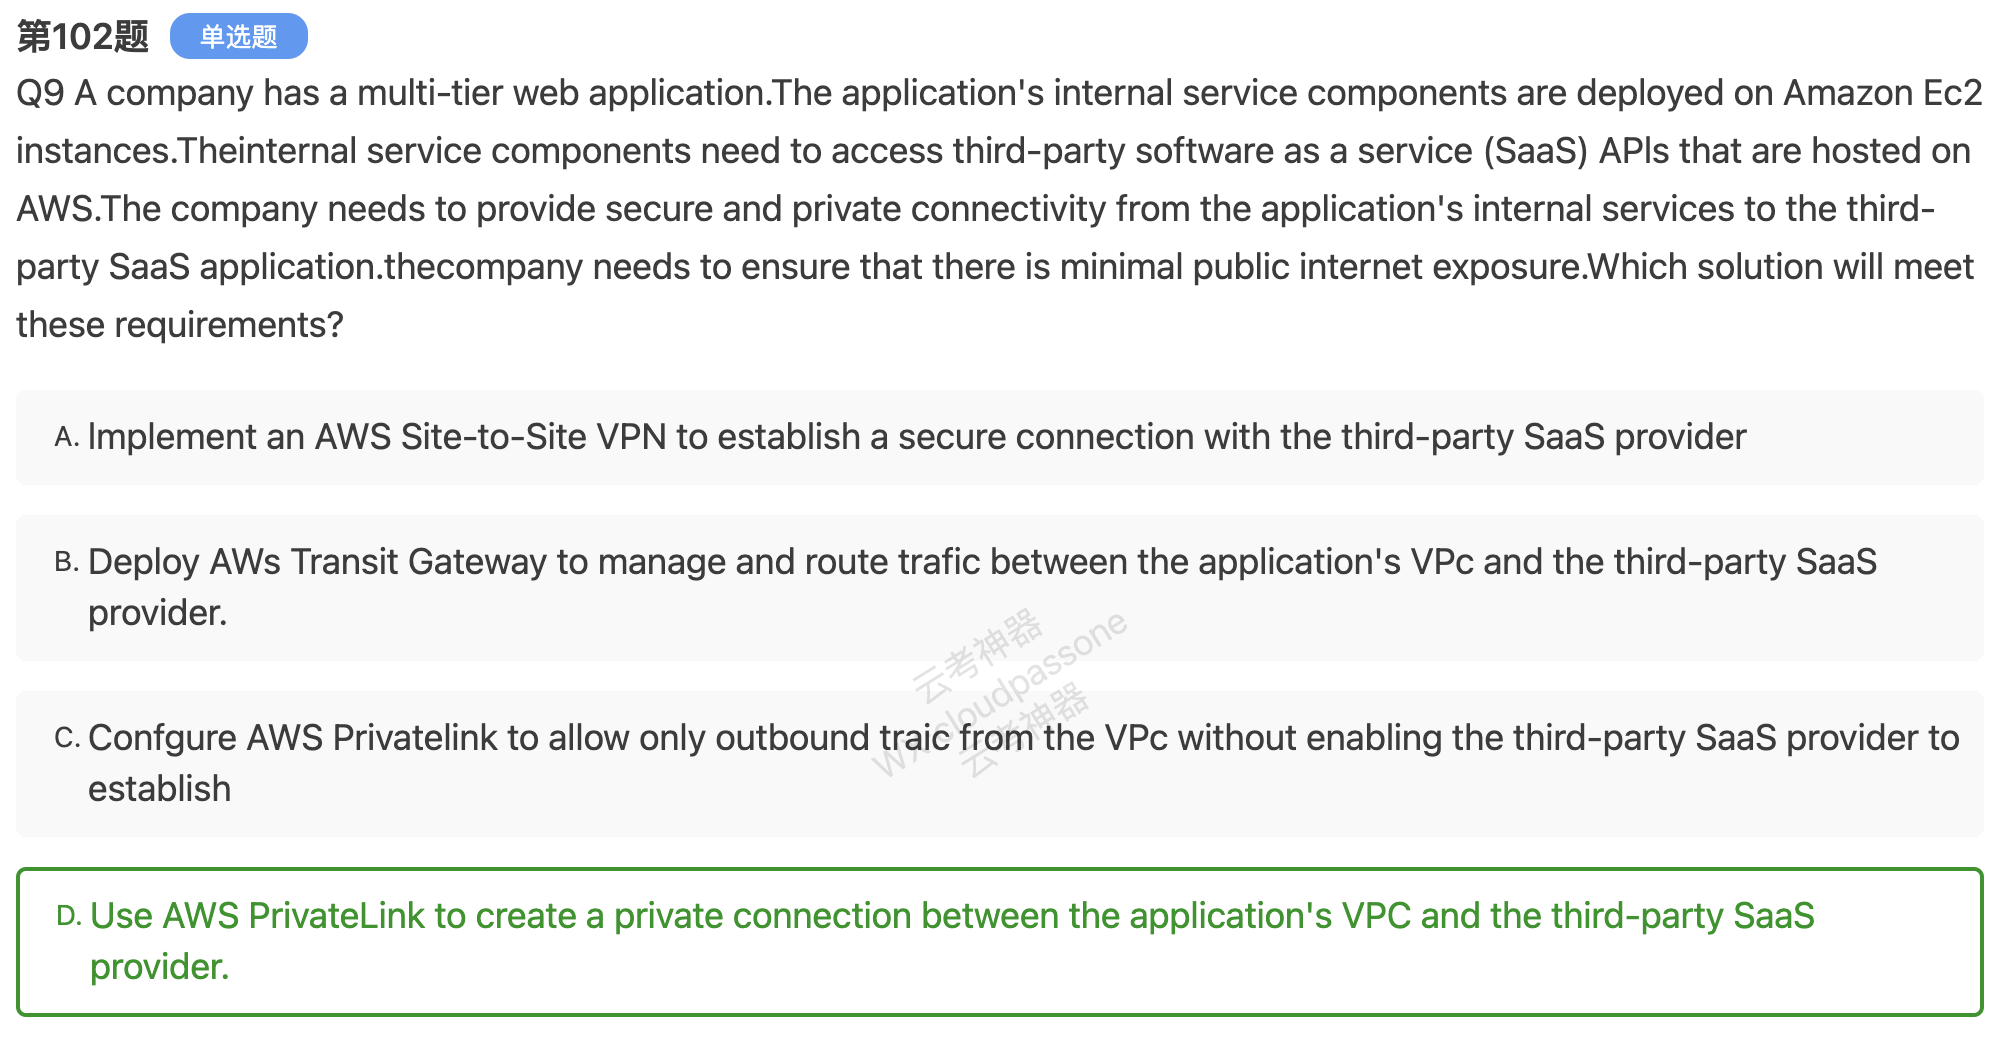 第102题 单选题
Q9 A company has a multi-tier web application.The application's internal service components are deployed on Amazon Ec2
instances.Theinternal service components need to access third-party software as a service (SaaS) APIs that are hosted on
AWS.The company needs to provide secure and private connectivity from the application's internal services to the third-
party SaaS application.thecompany needs to ensure that there is minimal public internet exposure.Which solution will meet
these requirements?
A. Implement an AWS Site-to-Site VPN to establish a secure connection with the third-party SaaS provider
B. Deploy AWs Transit Gateway to manage and route trafic between the application's VPc and the third-party SaaS
provider.
C. Confgure AWS Privatelink to allow only outbound traic from the VPc without enabling the third-party SaaS provider to
establish
D. Use AWS PrivateLink to create a private connection between the application's VPC and the third-party SaaS
provider.
云考神器
cloudpassone
云考神器